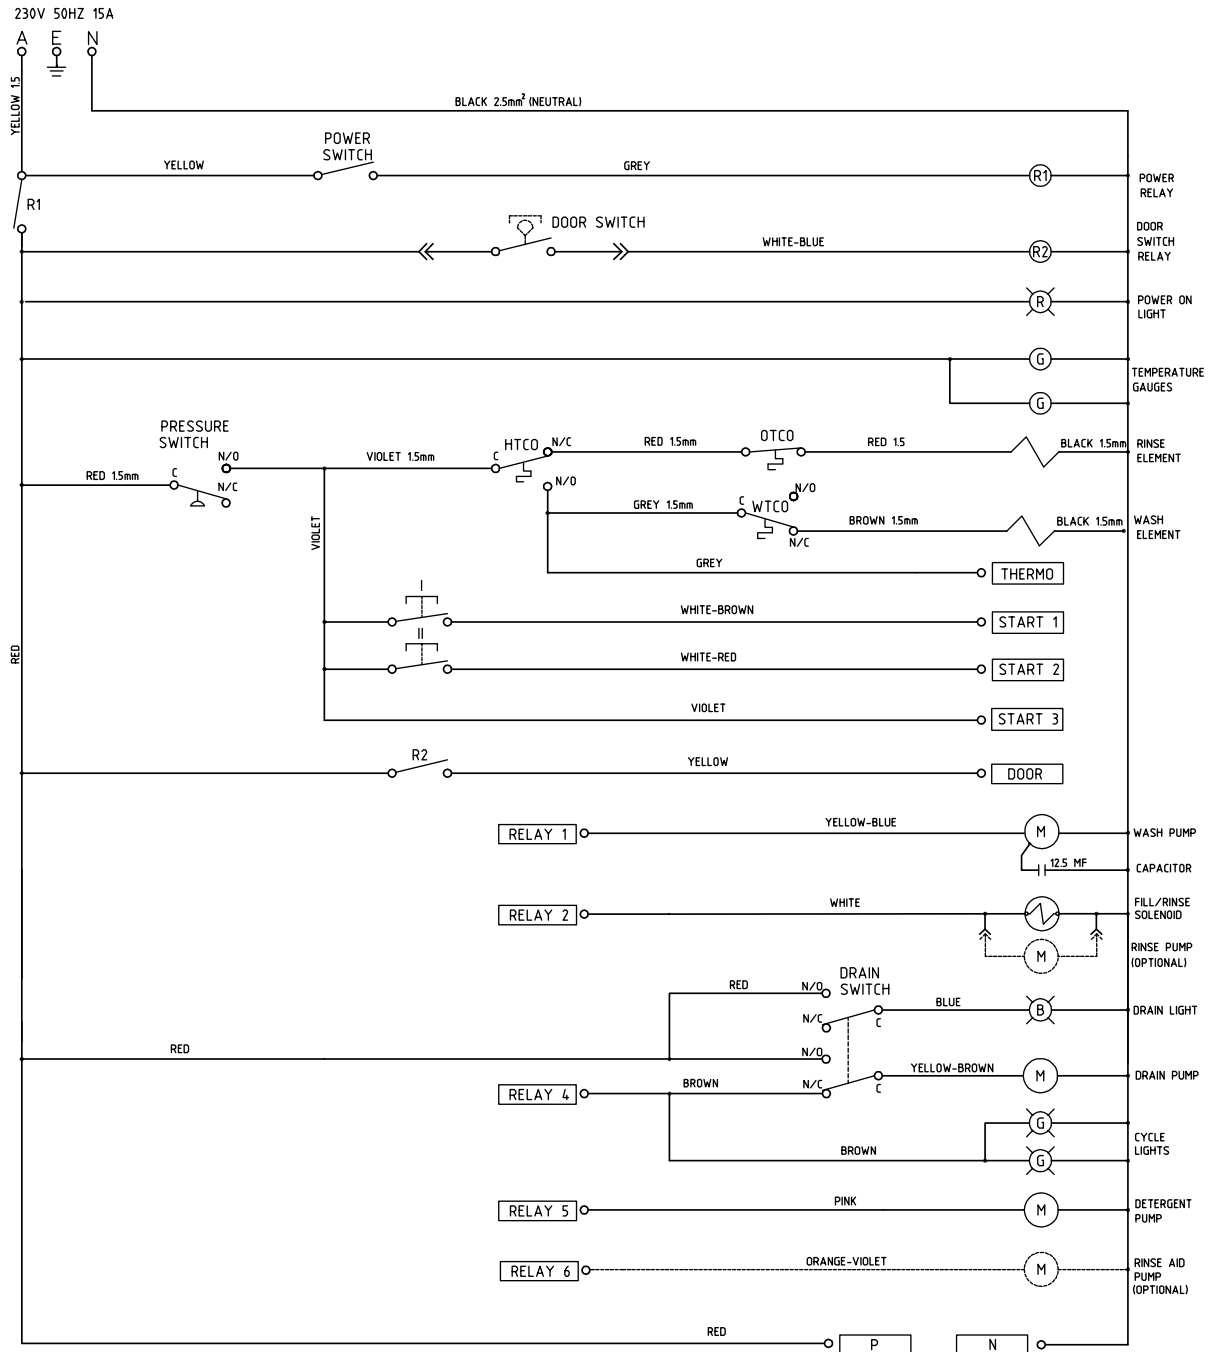 230V 50HZ 15A
A E N
YELLOW 1.5
BLACK 2.5mm² (NEUTRAL)
POWER
SWITCH
YELLOW
GREY
R1
POWER
RELAY
R1
DOOR SWITCH
WHITE-BLUE
R2
DOOR
SWITCH
RELAY
R
POWER ON
LIGHT
G
TEMPERATURE
GAUGES
G
PRESSURE
SWITCH
RED 1.5mm
C
N/O
N/C
VIOLET 1.5mm
C
HTCO
N/C
N/O
RED 1.5mm
OTCO
RED 1.5
BLACK 1.5mm
RINSE
ELEMENT
GREY 1.5mm
C
WTCO
N/O
N/C
BROWN 1.5mm
BLACK 1.5mm
WASH
ELEMENT
VIOLET
GREY
THERMO
I
WHITE-BROWN
START 1
II
WHITE-RED
START 2
VIOLET
START 3
RED
R2
YELLOW
DOOR
RELAY 1
YELLOW-BLUE
M
WASH PUMP
12.5 MF
CAPACITOR
RELAY 2
WHITE
FILL/RINSE
SOLENOID
M
RINSE PUMP
(OPTIONAL)
DRAIN
SWITCH
RED
N/O
N/C
C
BLUE
B
DRAIN LIGHT
RED
N/O
RELAY 4
BROWN
N/C
C
YELLOW-BROWN
M
DRAIN PUMP
G
CYCLE
LIGHTS
BROWN
G
RELAY 5
PINK
M
DETERGENT
PUMP
RELAY 6
ORANGE-VIOLET
M
RINSE AID
PUMP
(OPTIONAL)
RED
P
N